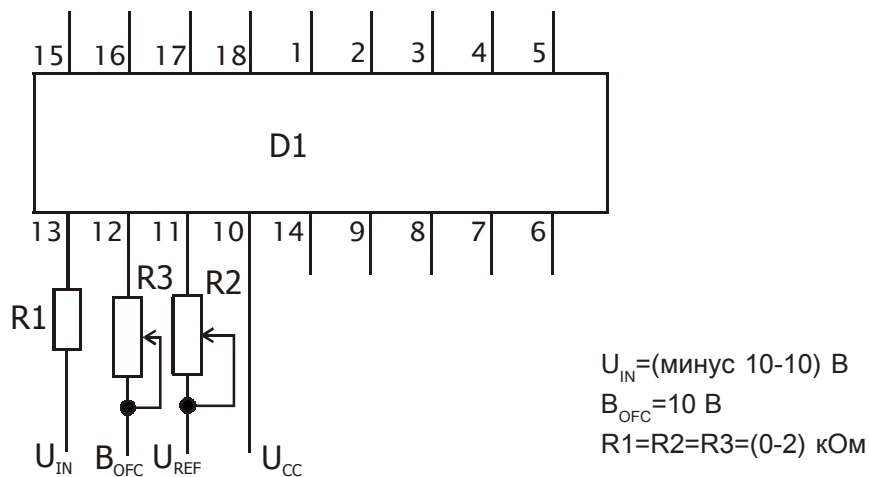 15 16 17 18 1 2 3 4 5
D1
13 12 11 10 14 9 8 7 6
R3 R2
R1
U_IN B_OFC U_REF U_CC
U_IN=(минус 10-10) В
B_OFC=10 В
R1=R2=R3=(0-2) кОм